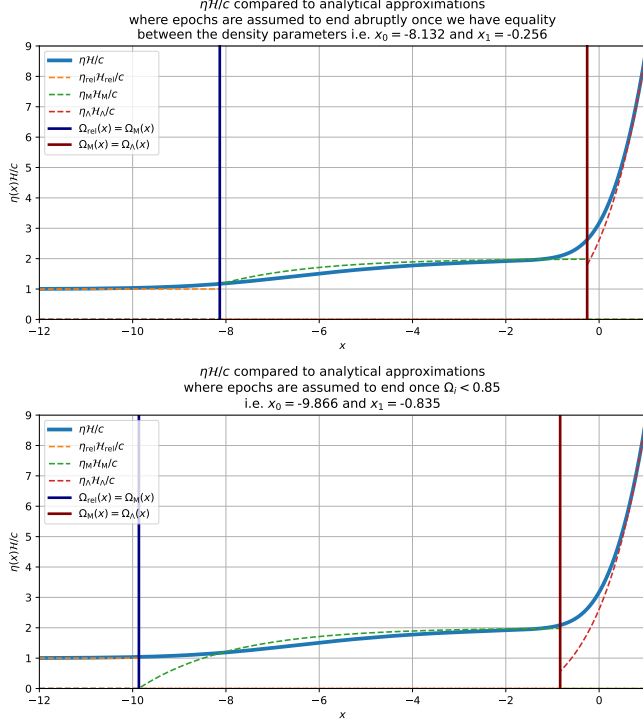 ηℋ/c compared to analytical approximations
where epochs are assumed to end abruptly once we have equality
between the density parameters i.e. x₀ = -8.132 and x₁ = -0.256
9
8
7
6
5
4
3
2
1
0
η(x)ℋ/c
ηℋ/c
η_rel ℋ_rel/c
η_M ℋ_M/c
η_Λ ℋ_Λ/c
Ω_rel(x) = Ω_M(x)
Ω_M(x) = Ω_Λ(x)
−12 −10 −8 −6 −4 −2 0
x
ηℋ/c compared to analytical approximations
where epochs are assumed to end once Ω_i < 0.85
i.e. x₀ = -9.866 and x₁ = -0.835
9
8
7
6
5
4
3
2
1
0
η(x)ℋ/c
ηℋ/c
η_rel ℋ_rel/c
η_M ℋ_M/c
η_Λ ℋ_Λ/c
Ω_rel(x) = Ω_M(x)
Ω_M(x) = Ω_Λ(x)
−12 −10 −8 −6 −4 −2 0
x